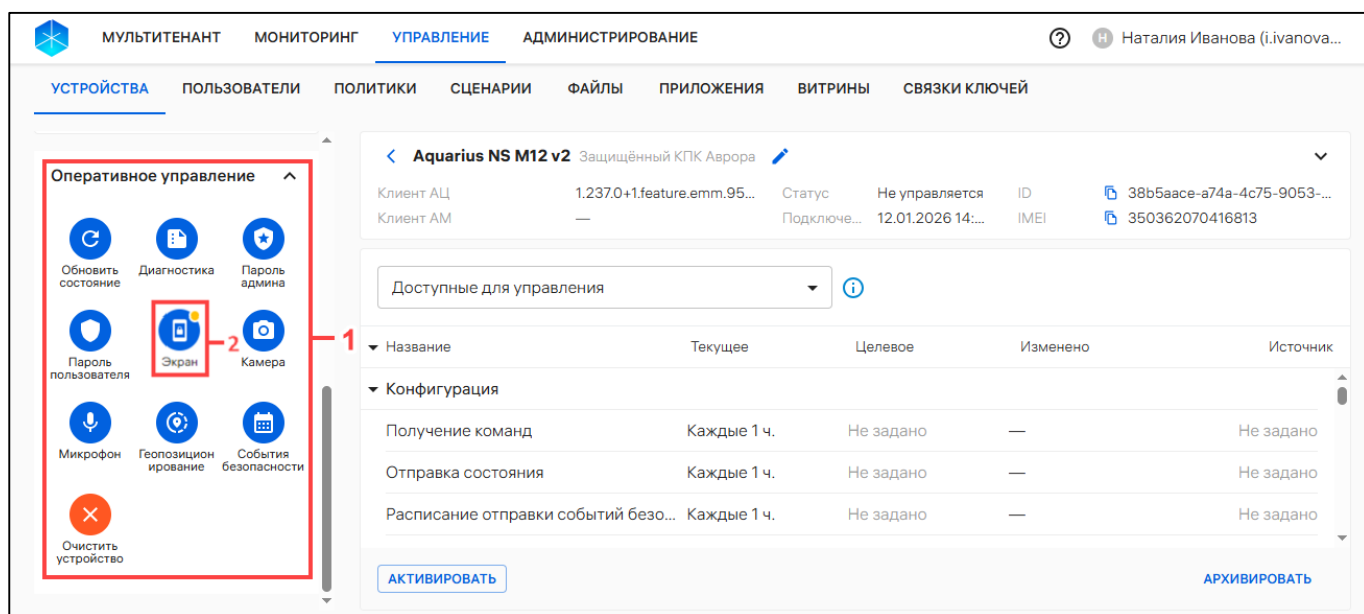 МУЛЬТИТЕНАНТ МОНИТОРИНГ УПРАВЛЕНИЕ АДМИНИСТРИРОВАНИЕ ? Н Наталия Иванова (i.ivanova...
УСТРОЙСТВА ПОЛЬЗОВАТЕЛИ ПОЛИТИКИ СЦЕНАРИИ ФАЙЛЫ ПРИЛОЖЕНИЯ ВИТРИНЫ СВЯЗКИ КЛЮЧЕЙ
Оперативное управление
Обновить состояние
Диагностика
Пароль админа
Пароль пользователя
Экран
Камера
2
1
Микрофон
Геопозицион
ирование
События безопасности
Очистить устройство
Aquarius NS M12 v2 Защищённый КПК Аврора
Клиент АЦ 1.237.0+1.feature.emm.95... Статус Не управляется ID 38b5aace-a74a-4c75-9053-...
Клиент АМ — Подключе... 12.01.2026 14:... IMEI 350362070416813
Доступные для управления
Название Текущее Целевое Изменено Источник
Конфигурация
Получение команд Каждые 1 ч. Не задано — Не задано
Отправка состояния Каждые 1 ч. Не задано — Не задано
Расписание отправки событий безо... Каждые 1 ч. Не задано — Не задано
АКТИВИРОВАТЬ АРХИВИРОВАТЬ